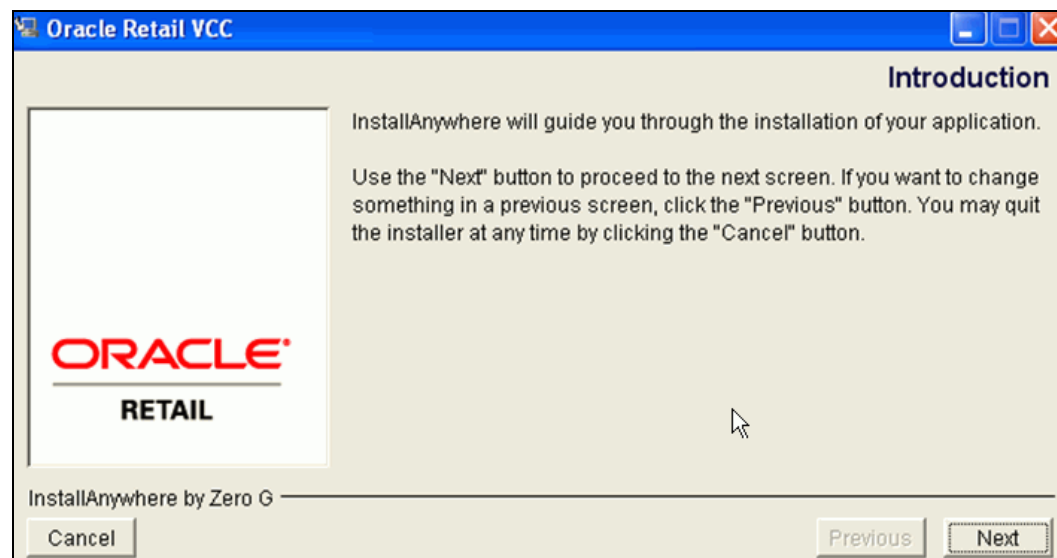 Oracle Retail VCC
Introduction
InstallAnywhere will guide you through the installation of your application.
Use the "Next" button to proceed to the next screen. If you want to change
something in a previous screen, click the "Previous" button. You may quit
the installer at any time by clicking the "Cancel" button.
ORACLE
RETAIL
InstallAnywhere by Zero G
Cancel
Previous
Next